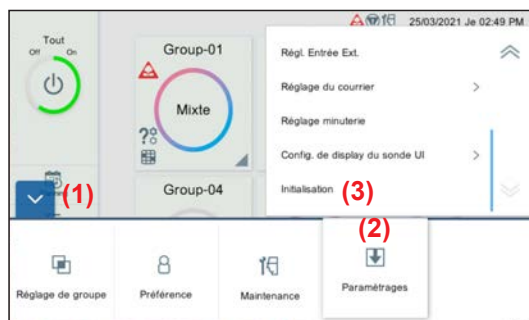 25/03/2021 Je 02:49 PM
Tout
Off On
Group-01
Mixte
Group-04
Régl. Entrée Ext.
Réglage du courrier >
Réglage minuterie
Config. de display du sonde UI >
Initialisation
(1)
(3)
(2)
Réglage de groupe
Préférence
Maintenance
Paramétrages